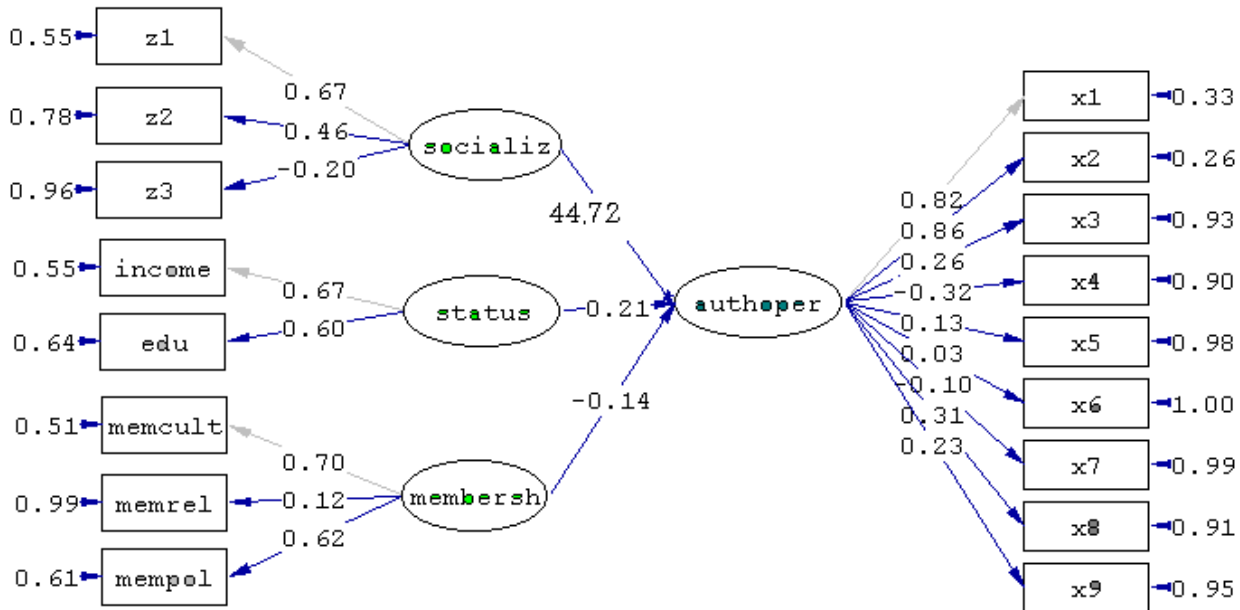 0.55
z1
0.67
0.78
z2
0.46
socializ
0.96
z3
-0.20
44.72
0.55
income
0.67
status
-0.21
0.64
edu
0.60
0.51
memcult
0.70
-0.14
0.99
memrel
0.12
membersh
0.61
mempol
0.62
authoper
0.82
x1
0.33
0.86
x2
0.26
0.26
x3
0.93
-0.32
x4
0.90
0.13
x5
0.98
0.03
x6
1.00
-0.10
x7
0.99
0.31
x8
0.91
0.23
x9
0.95